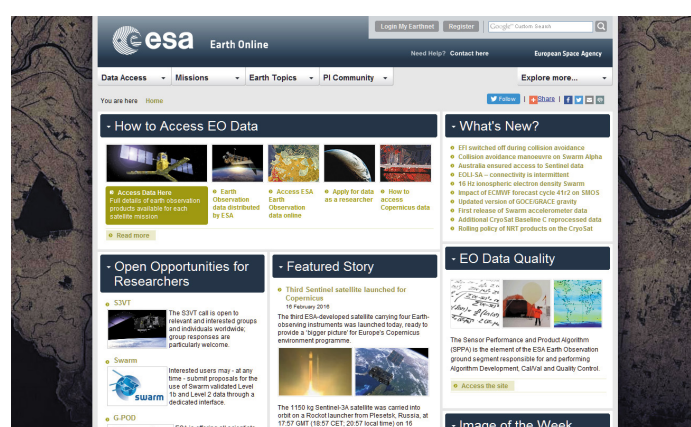 Login My Earthnet
Register
Google™ Custom Search
esa
Earth Online
Need Help? Contact here
European Space Agency
Data Access
Missions
Earth Topics
PI Community
Explore more...
You are here Home
Follow
Share
How to Access EO Data
Access Data Here
Full details of earth observation
products available for each
satellite mission
Earth
Observation
data distributed
by ESA
Access ESA
Earth
Observation
data online
Apply for data
as a researcher
How to
access
Copernicus data
Read more
What's New?
EFI switched off during collision avoidance
Collision avoidance manoeuvre on Swarm Alpha
Australia ensured access to Sentinel data
EOLI-SA – connectivity is intermittent
16 Hz ionospheric electron density Swarm
Impact of ECMWF forecast cycle 41r2 on SMOS
Updated version of GOCE/GRACE gravity
First release of Swarm accelerometer data
Additional CryoSat Baseline C reprocessed data
Rolling policy of NRT products on the CryoSat
Open Opportunities for
Researchers
S3VT
The S3VT call is open to
relevant and interested groups
and individuals worldwide;
group responses are
particularly welcome.
Swarm
swarm
Interested users may - at any
time - submit proposals for the
use of Swarm validated Level
1b and Level 2 data through a
dedicated interface.
G-POD
Featured Story
Third Sentinel satellite launched for
Copernicus
16 February 2016
The third ESA-developed satellite carrying four Earth-
observing instruments was launched today, ready to
provide a 'bigger picture' for Europe's Copernicus
environment programme.
The 1150 kg Sentinel-3A satellite was carried into
orbit on a Rockot launcher from Plesetsk, Russia, at
17:57 GMT (18:57 CET; 20:57 local time) on 16
EO Data Quality
The Sensor Performance and Product Algorithm
(SPPA) is the element of the ESA Earth Observation
ground segment responsible for and performing
Algorithm Development, Cal/Val and Quality Control.
Access the site
Image of the Week